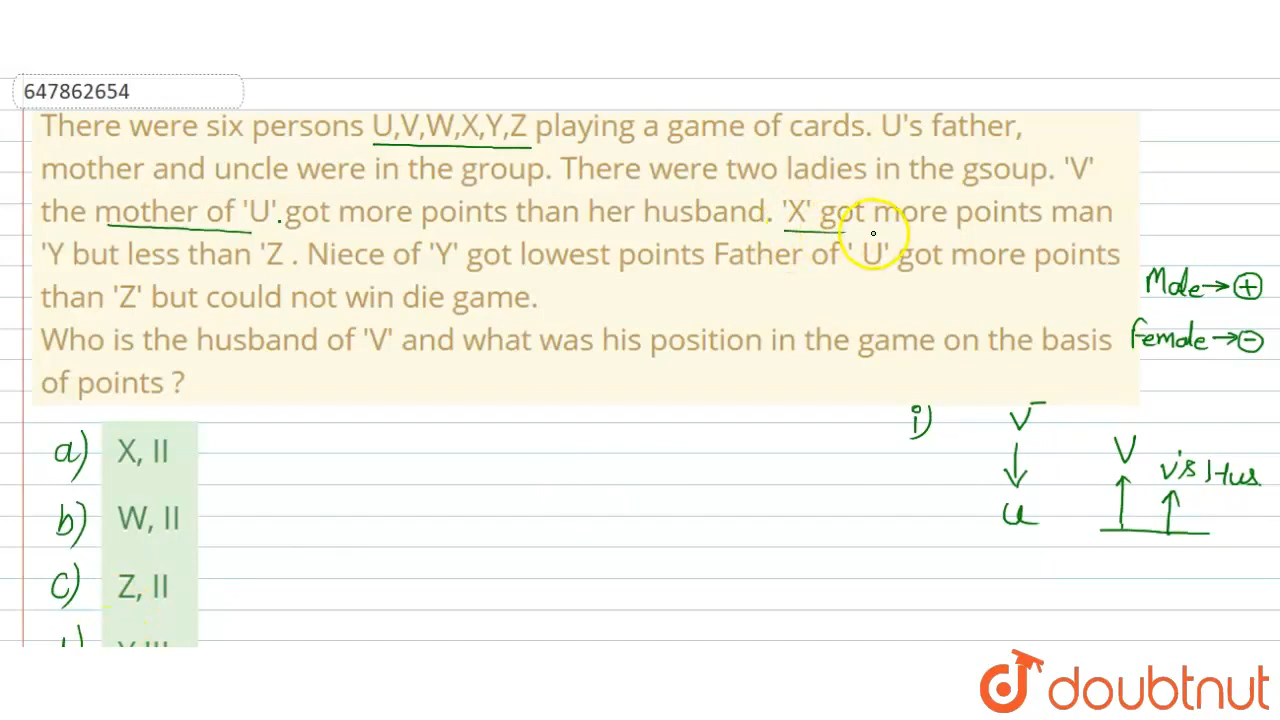 647862654
There were six persons U,V,W,X,Y,Z playing a game of cards. U's father,
mother and uncle were in the group. There were two ladies in the gsoup. 'V'
the mother of 'U'.got more points than her husband. 'X' got more points man
'Y but less than 'Z . Niece of 'Y' got lowest points Father of ' U' got more points
than 'Z' but could not win die game.
Who is the husband of 'V' and what was his position in the game on the basis
of points ?
Male→+
Female→-
a) X, II
b) W, II
c) Z, II
i) V-
u
V
V's Hus
doubtnut